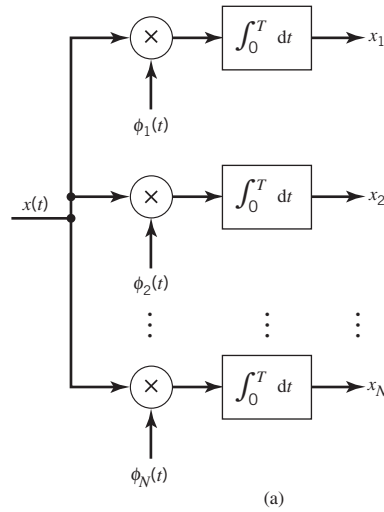 ×
∫₀ᵀ dt
x₁
ϕ₁(t)
x(t)
×
∫₀ᵀ dt
x₂
ϕ₂(t)
×
∫₀ᵀ dt
x_N
ϕ_N(t)
(a)